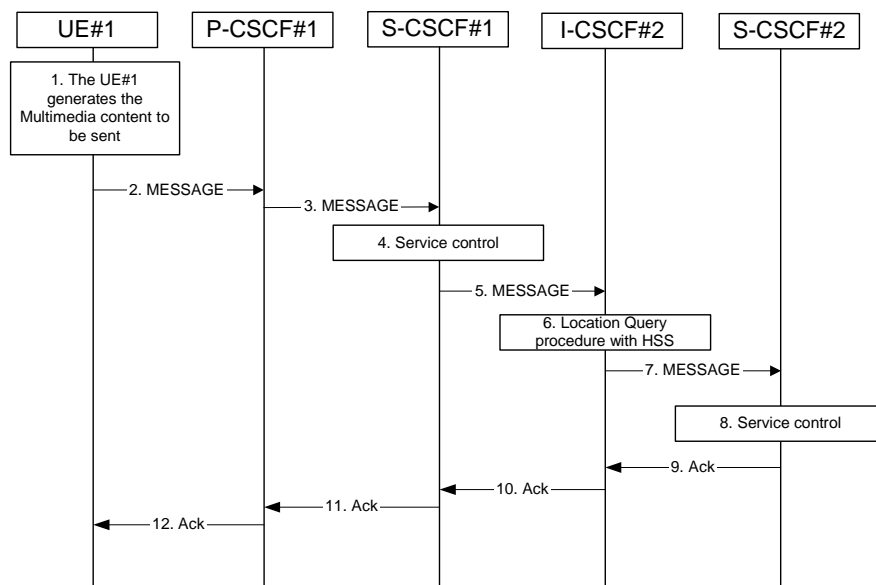 UE#1
P-CSCF#1
S-CSCF#1
I-CSCF#2
S-CSCF#2
1. The UE#1
generates the
Multimedia content to
be sent
2. MESSAGE
3. MESSAGE
4. Service control
5. MESSAGE
6. Location Query
procedure with HSS
7. MESSAGE
8. Service control
9. Ack
10. Ack
11. Ack
12. Ack